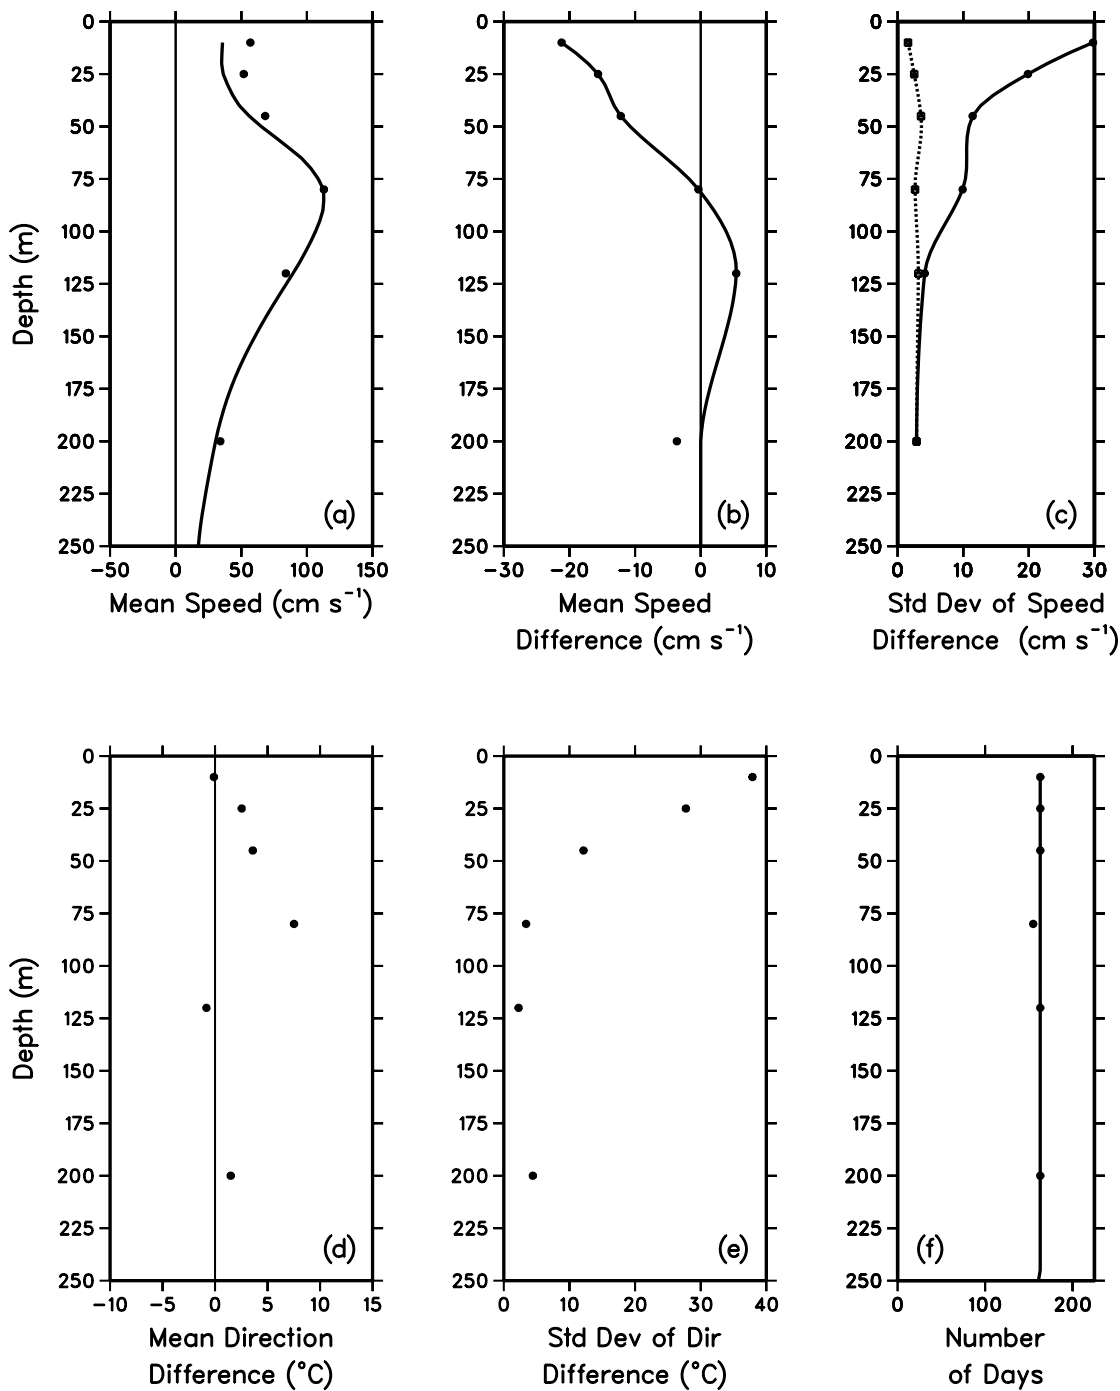 0
25
50
75
100
125
150
175
200
225
250
Depth (m)
−50 0 50 100 150
Mean Speed (cm s⁻¹)
(a)
0
25
50
75
100
125
150
175
200
225
250
−30 −20 −10 0 10
Mean Speed
Difference (cm s⁻¹)
(b)
0
25
50
75
100
125
150
175
200
225
250
0 10 20 30
Std Dev of Speed
Difference (cm s⁻¹)
(c)
0
25
50
75
100
125
150
175
200
225
250
Depth (m)
−10 −5 0 5 10 15
Mean Direction
Difference (°C)
(d)
0
25
50
75
100
125
150
175
200
225
250
0 10 20 30 40
Std Dev of Dir
Difference (°C)
(e)
0
25
50
75
100
125
150
175
200
225
250
0 100 200
Number
of Days
(f)